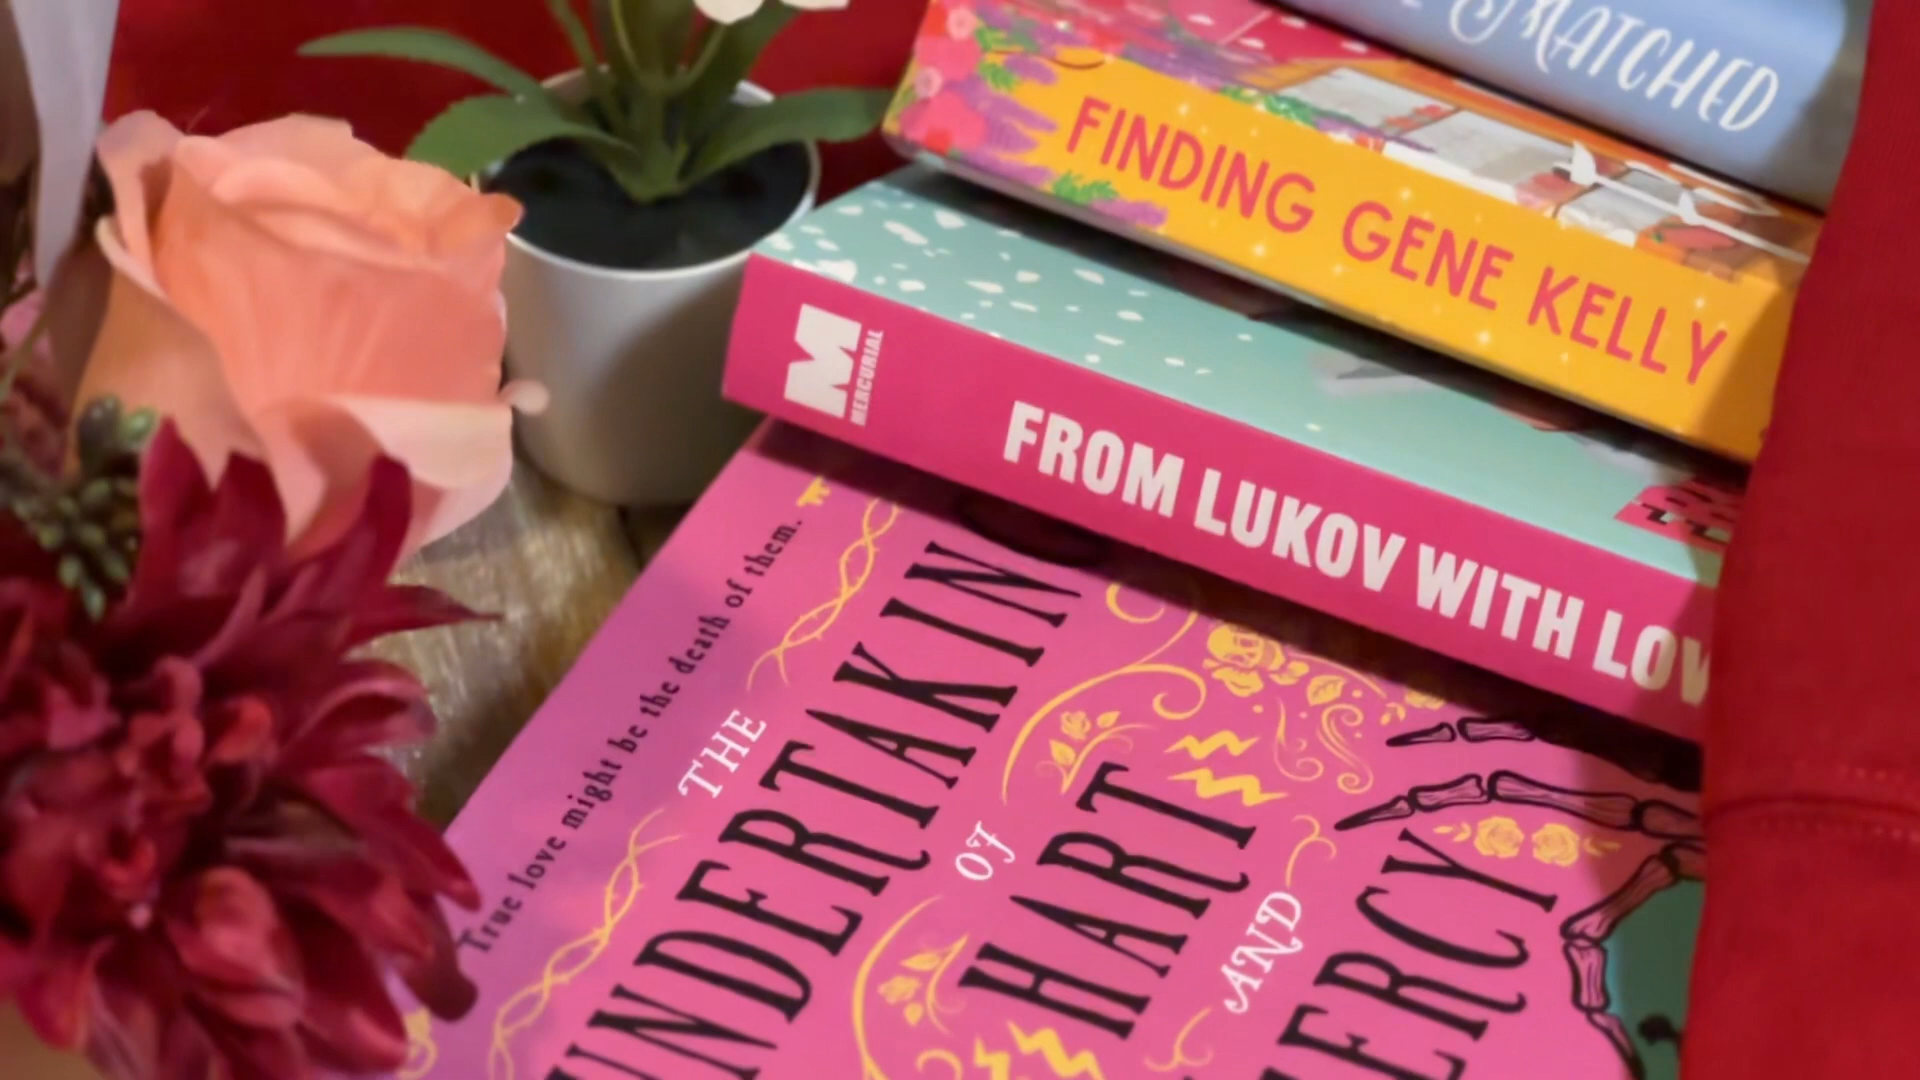 MATCHED
FINDING GENE KELLY
M
MERCURIAL
FROM LUKOV WITH LOV
True love might be the death of them.
THE
UNDERTAKIN
OF
HART
AND
MERCY